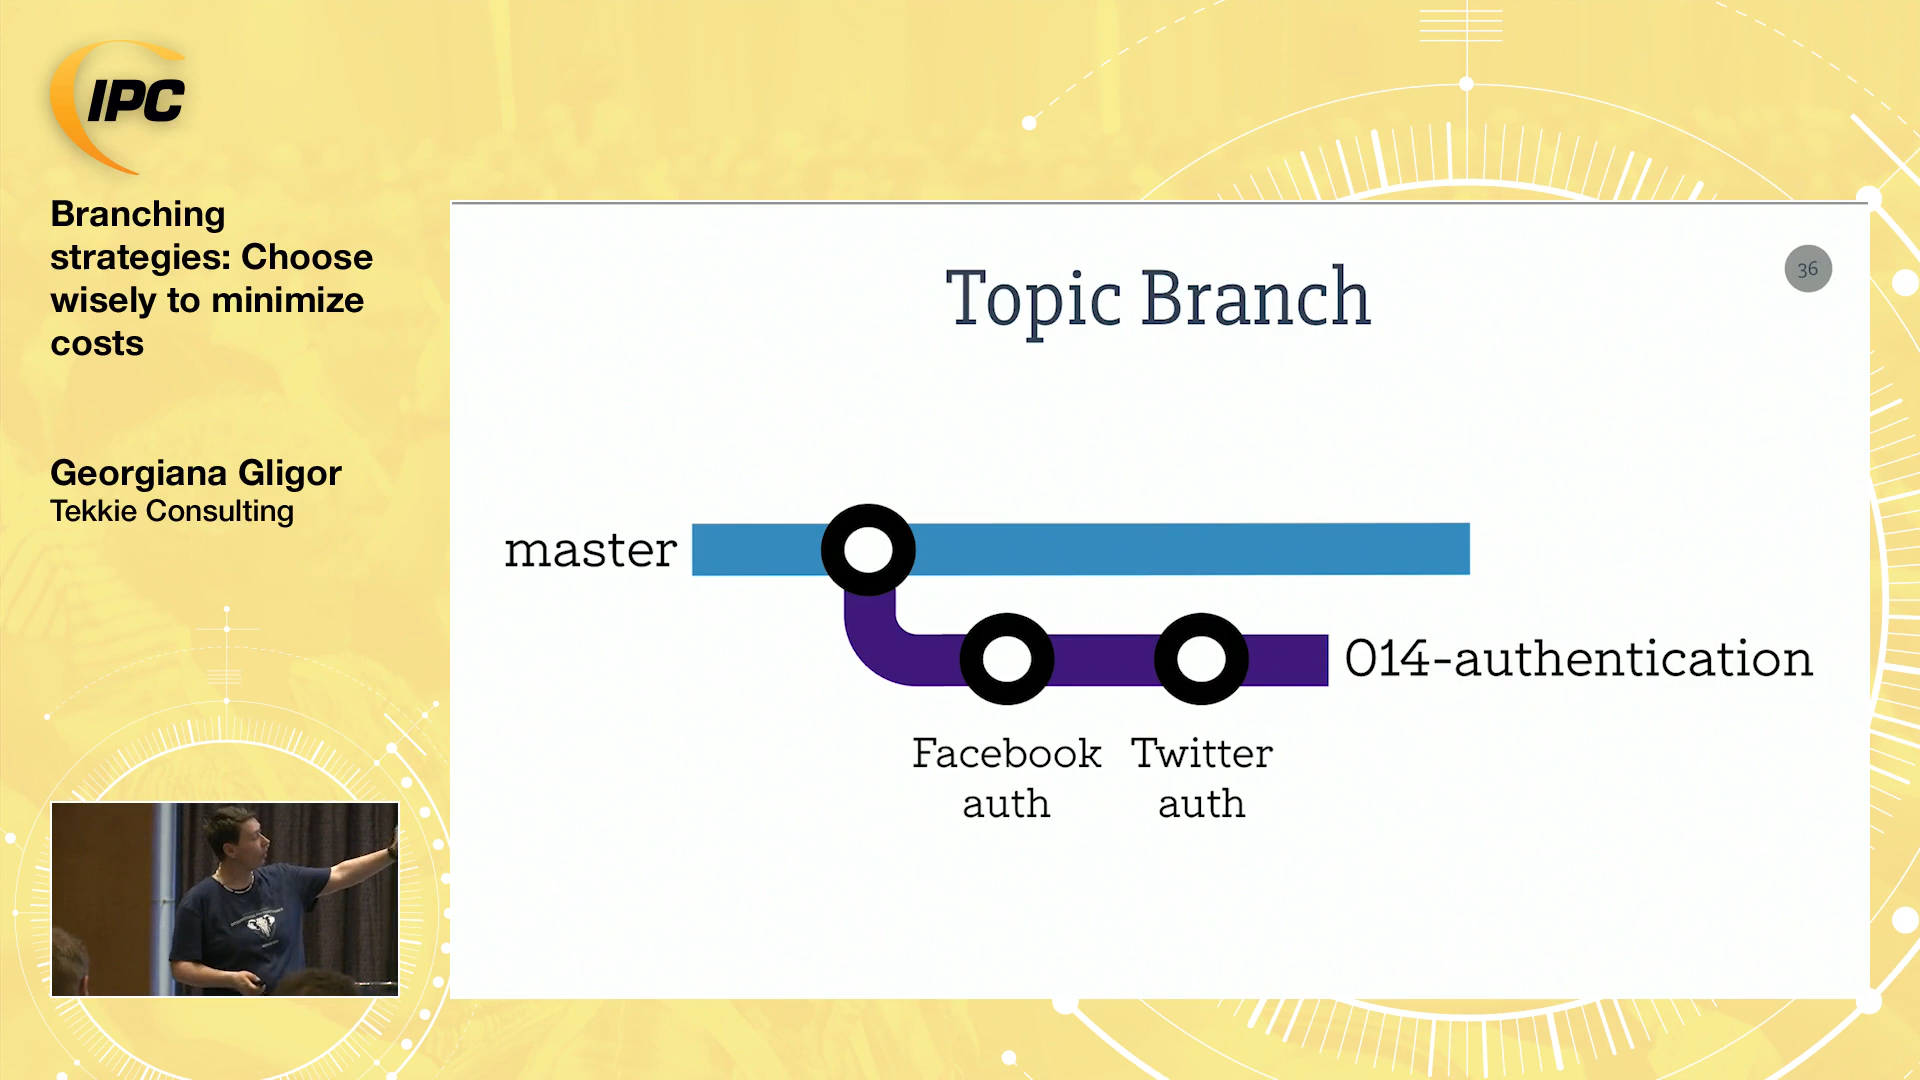 IPC
Branching
strategies: Choose
wisely to minimize
costs
Georgiana Gligor
Tekkie Consulting
Topic Branch
36
master
014-authentication
Facebook Twitter
auth auth